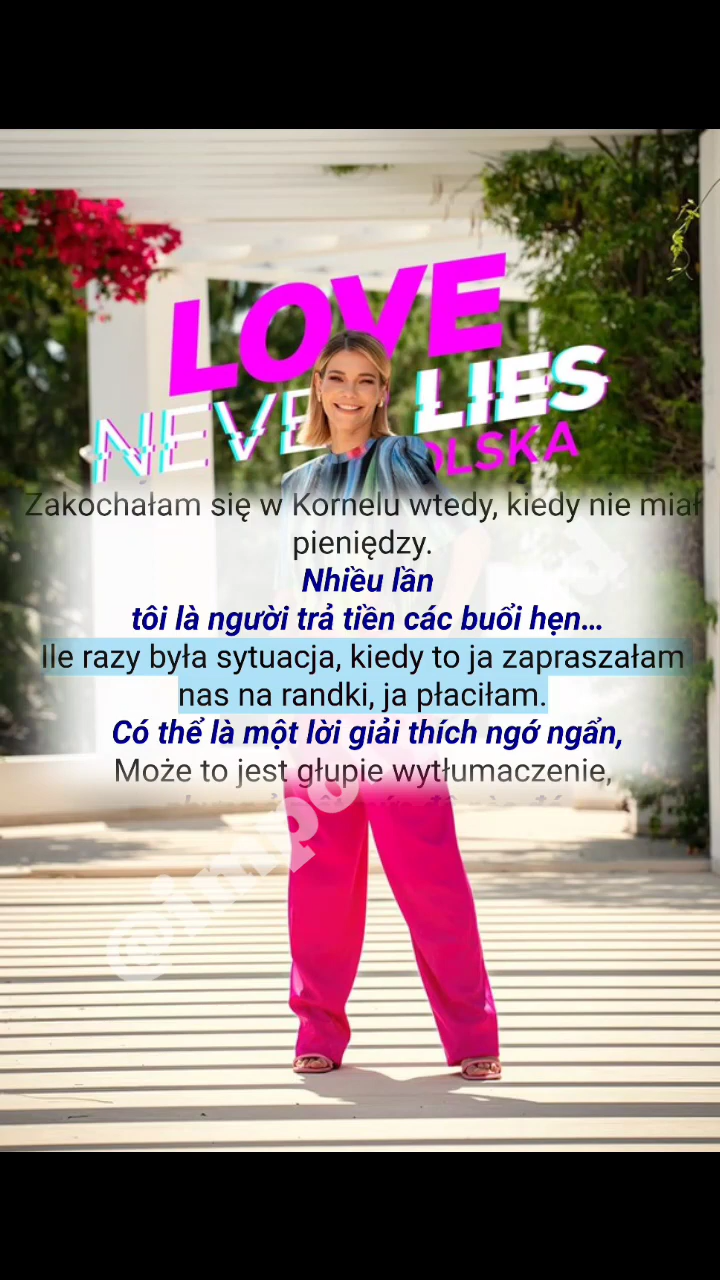 LOVE
NEVE LIES
POLSKA
Zakochałam się w Kornelu wtedy, kiedy nie miał
pieniędzy.
Nhiều lần
tôi là người trả tiền các buổi hẹn...
Ile razy była sytuacja, kiedy to ja zapraszałam
nas na randki, ja płaciłam.
Có thể là một lời giải thích ngớ ngẩn,
Może to jest głupie wytłumaczenie,